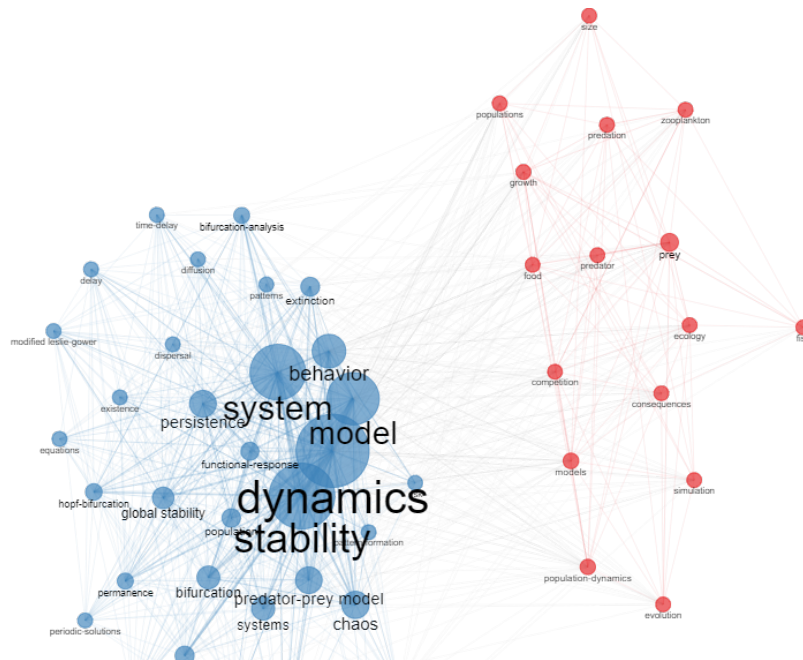 size
populations
zooplankton
predation
growth
time-delay
bifurcation-analysis
prey
predator
diffusion
food
delay
patterns
extinction
ecology
modified leslie-gower
dispersal
behavior
competition
consequences
existence
system
persistence
model
equations
functional-response
models
simulation
hopf-bifurcation
global stability
dynamics
population
stability
population-dynamics
permanence
bifurcation
predator-prey model
systems
chaos
evolution
periodic-solutions